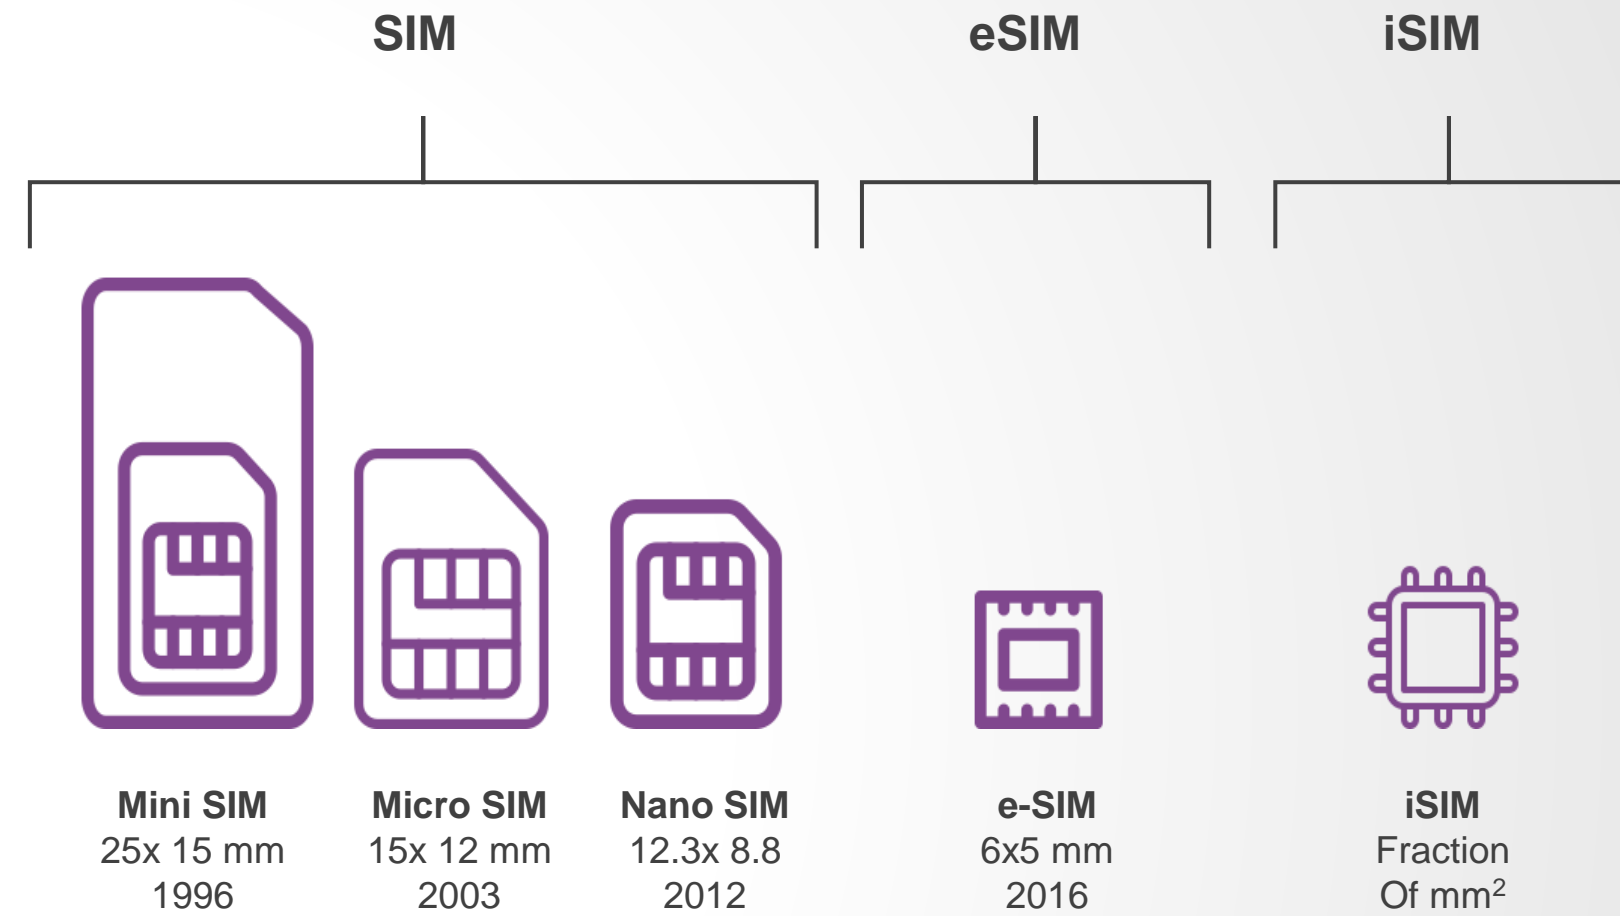 SIM
eSIM
iSIM
Mini SIM
25x 15 mm
1996
Micro SIM
15x 12 mm
2003
Nano SIM
12.3x 8.8
2012
e-SIM
6x5 mm
2016
iSIM
Fraction
Of mm²